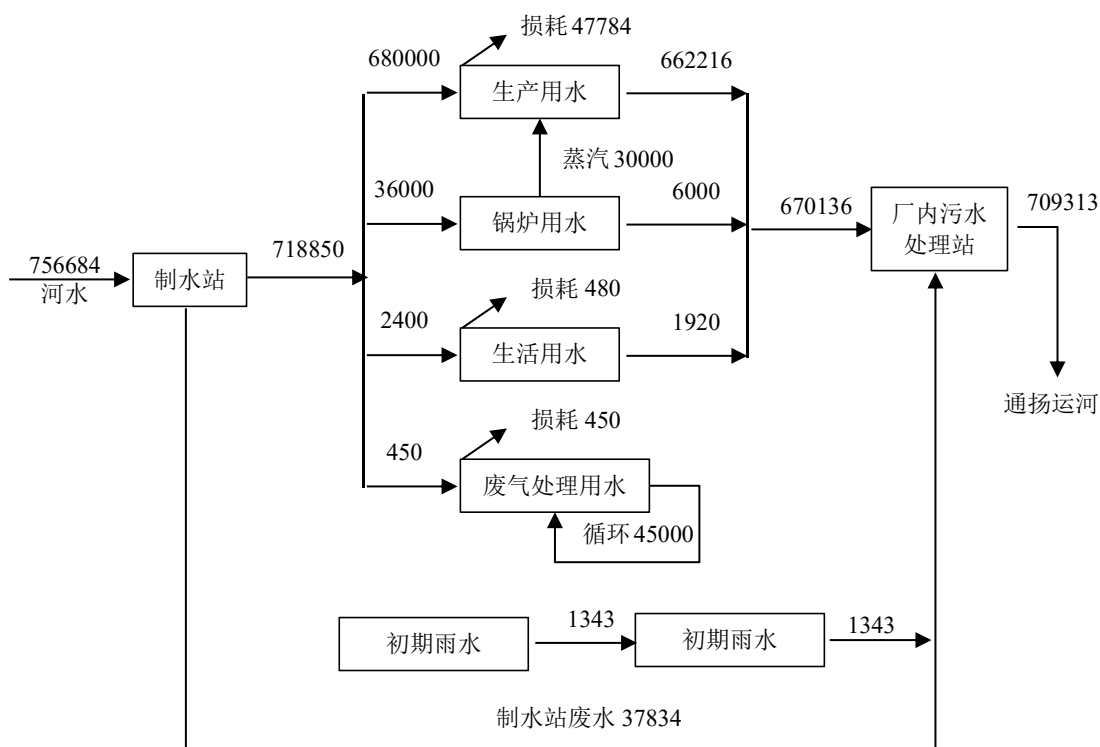 损耗 47784
680000
生产用水
662216
蒸汽 30000
36000
锅炉用水
6000
670136
厂内污水
处理站
709313
756684
河水
制水站
718850
损耗 480
2400
生活用水
1920
通扬运河
损耗 450
450
废气处理用水
循环 45000
初期雨水
1343
初期雨水
1343
制水站废水 37834